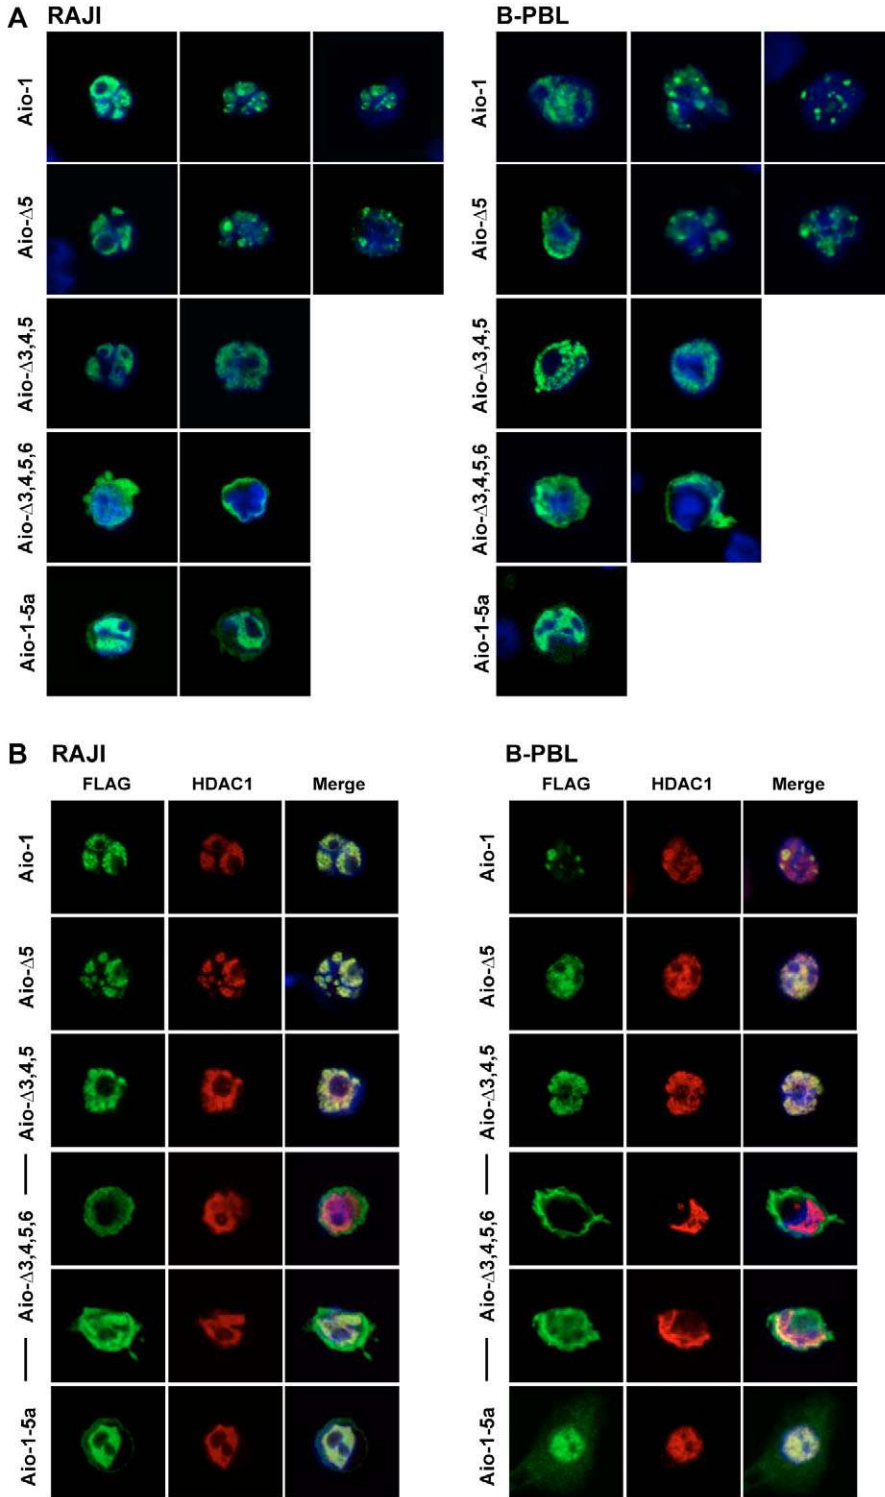 A RAJI
B-PBL
Aio-1
Aio-Δ5
Aio-Δ3,4,5
Aio-Δ3,4,5,6
Aio-1-5a
Aio-1
Aio-Δ5
Aio-Δ3,4,5
Aio-Δ3,4,5,6
Aio-1-5a
B RAJI
B-PBL
FLAG HDAC1 Merge
FLAG HDAC1 Merge
Aio-1
Aio-Δ5
Aio-Δ3,4,5
Aio-Δ3,4,5,6
Aio-1-5a
Aio-1
Aio-Δ5
Aio-Δ3,4,5
Aio-Δ3,4,5,6
Aio-1-5a